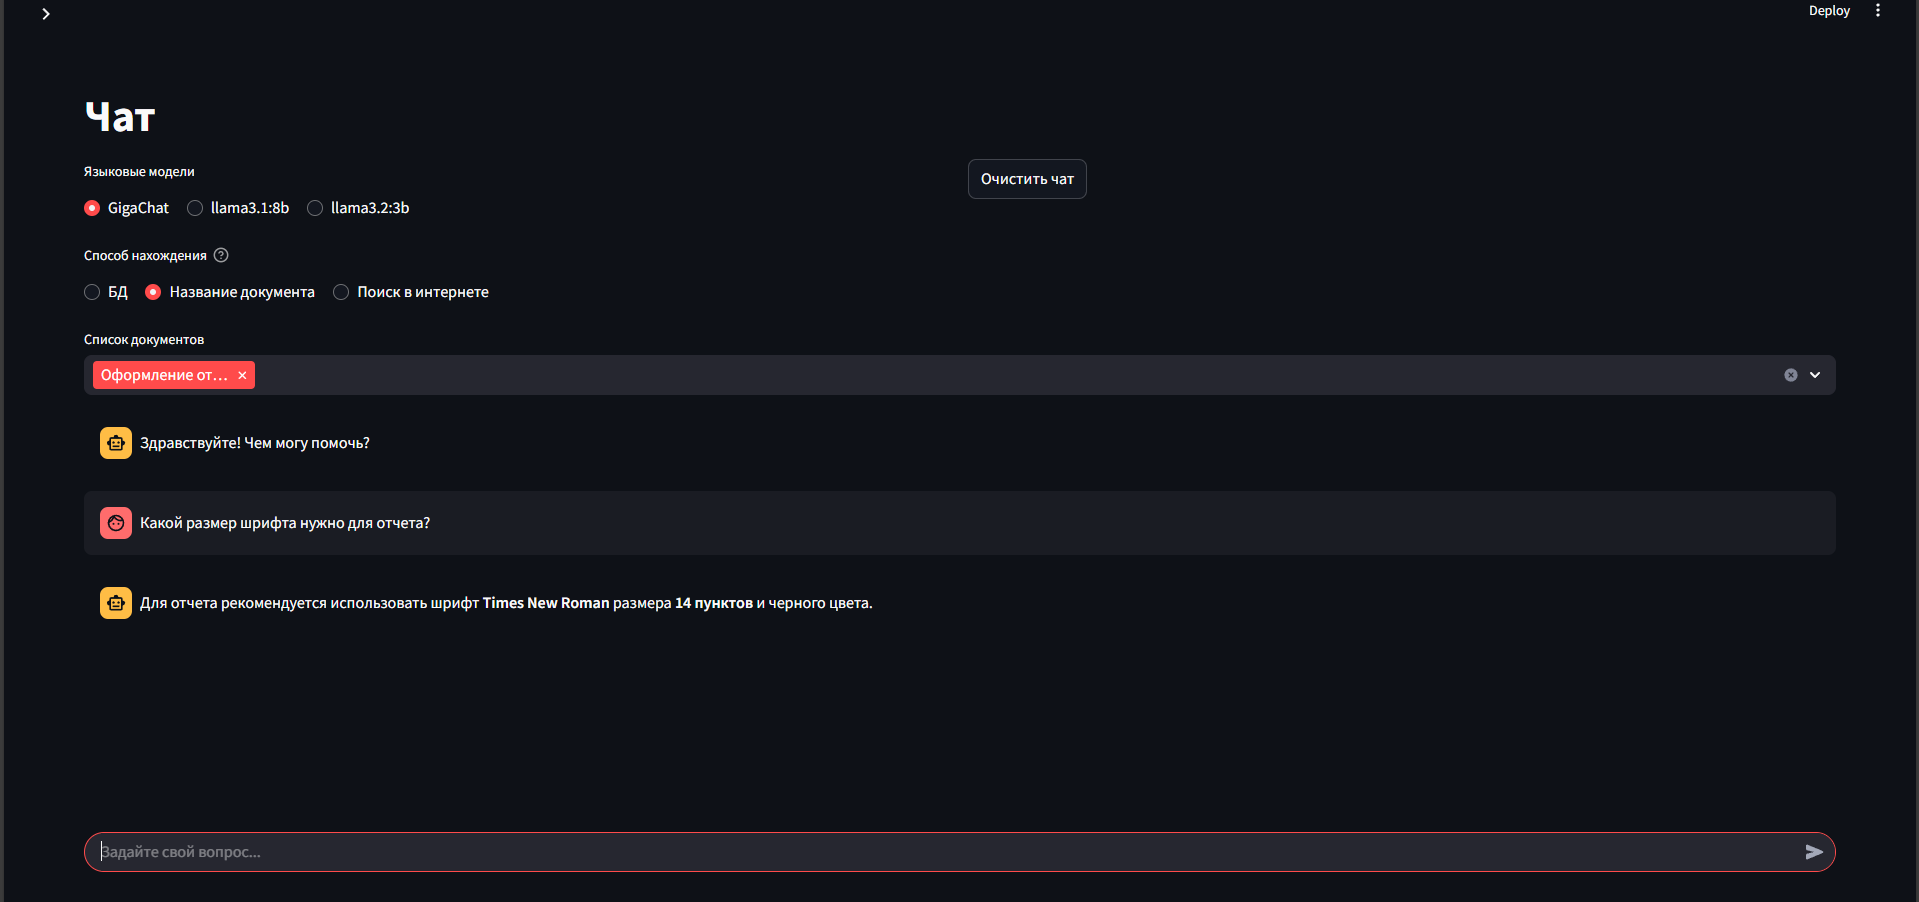 Deploy
Чат
Языковые модели
Очистить чат
GigaChat llama3.1:8b llama3.2:3b
Способ нахождения
БД Название документа Поиск в интернете
Список документов
Оформление от...
Здравствуйте! Чем могу помочь?
Какой размер шрифта нужно для отчета?
Для отчета рекомендуется использовать шрифт Times New Roman размера 14 пунктов и черного цвета.
Задайте свой вопрос...